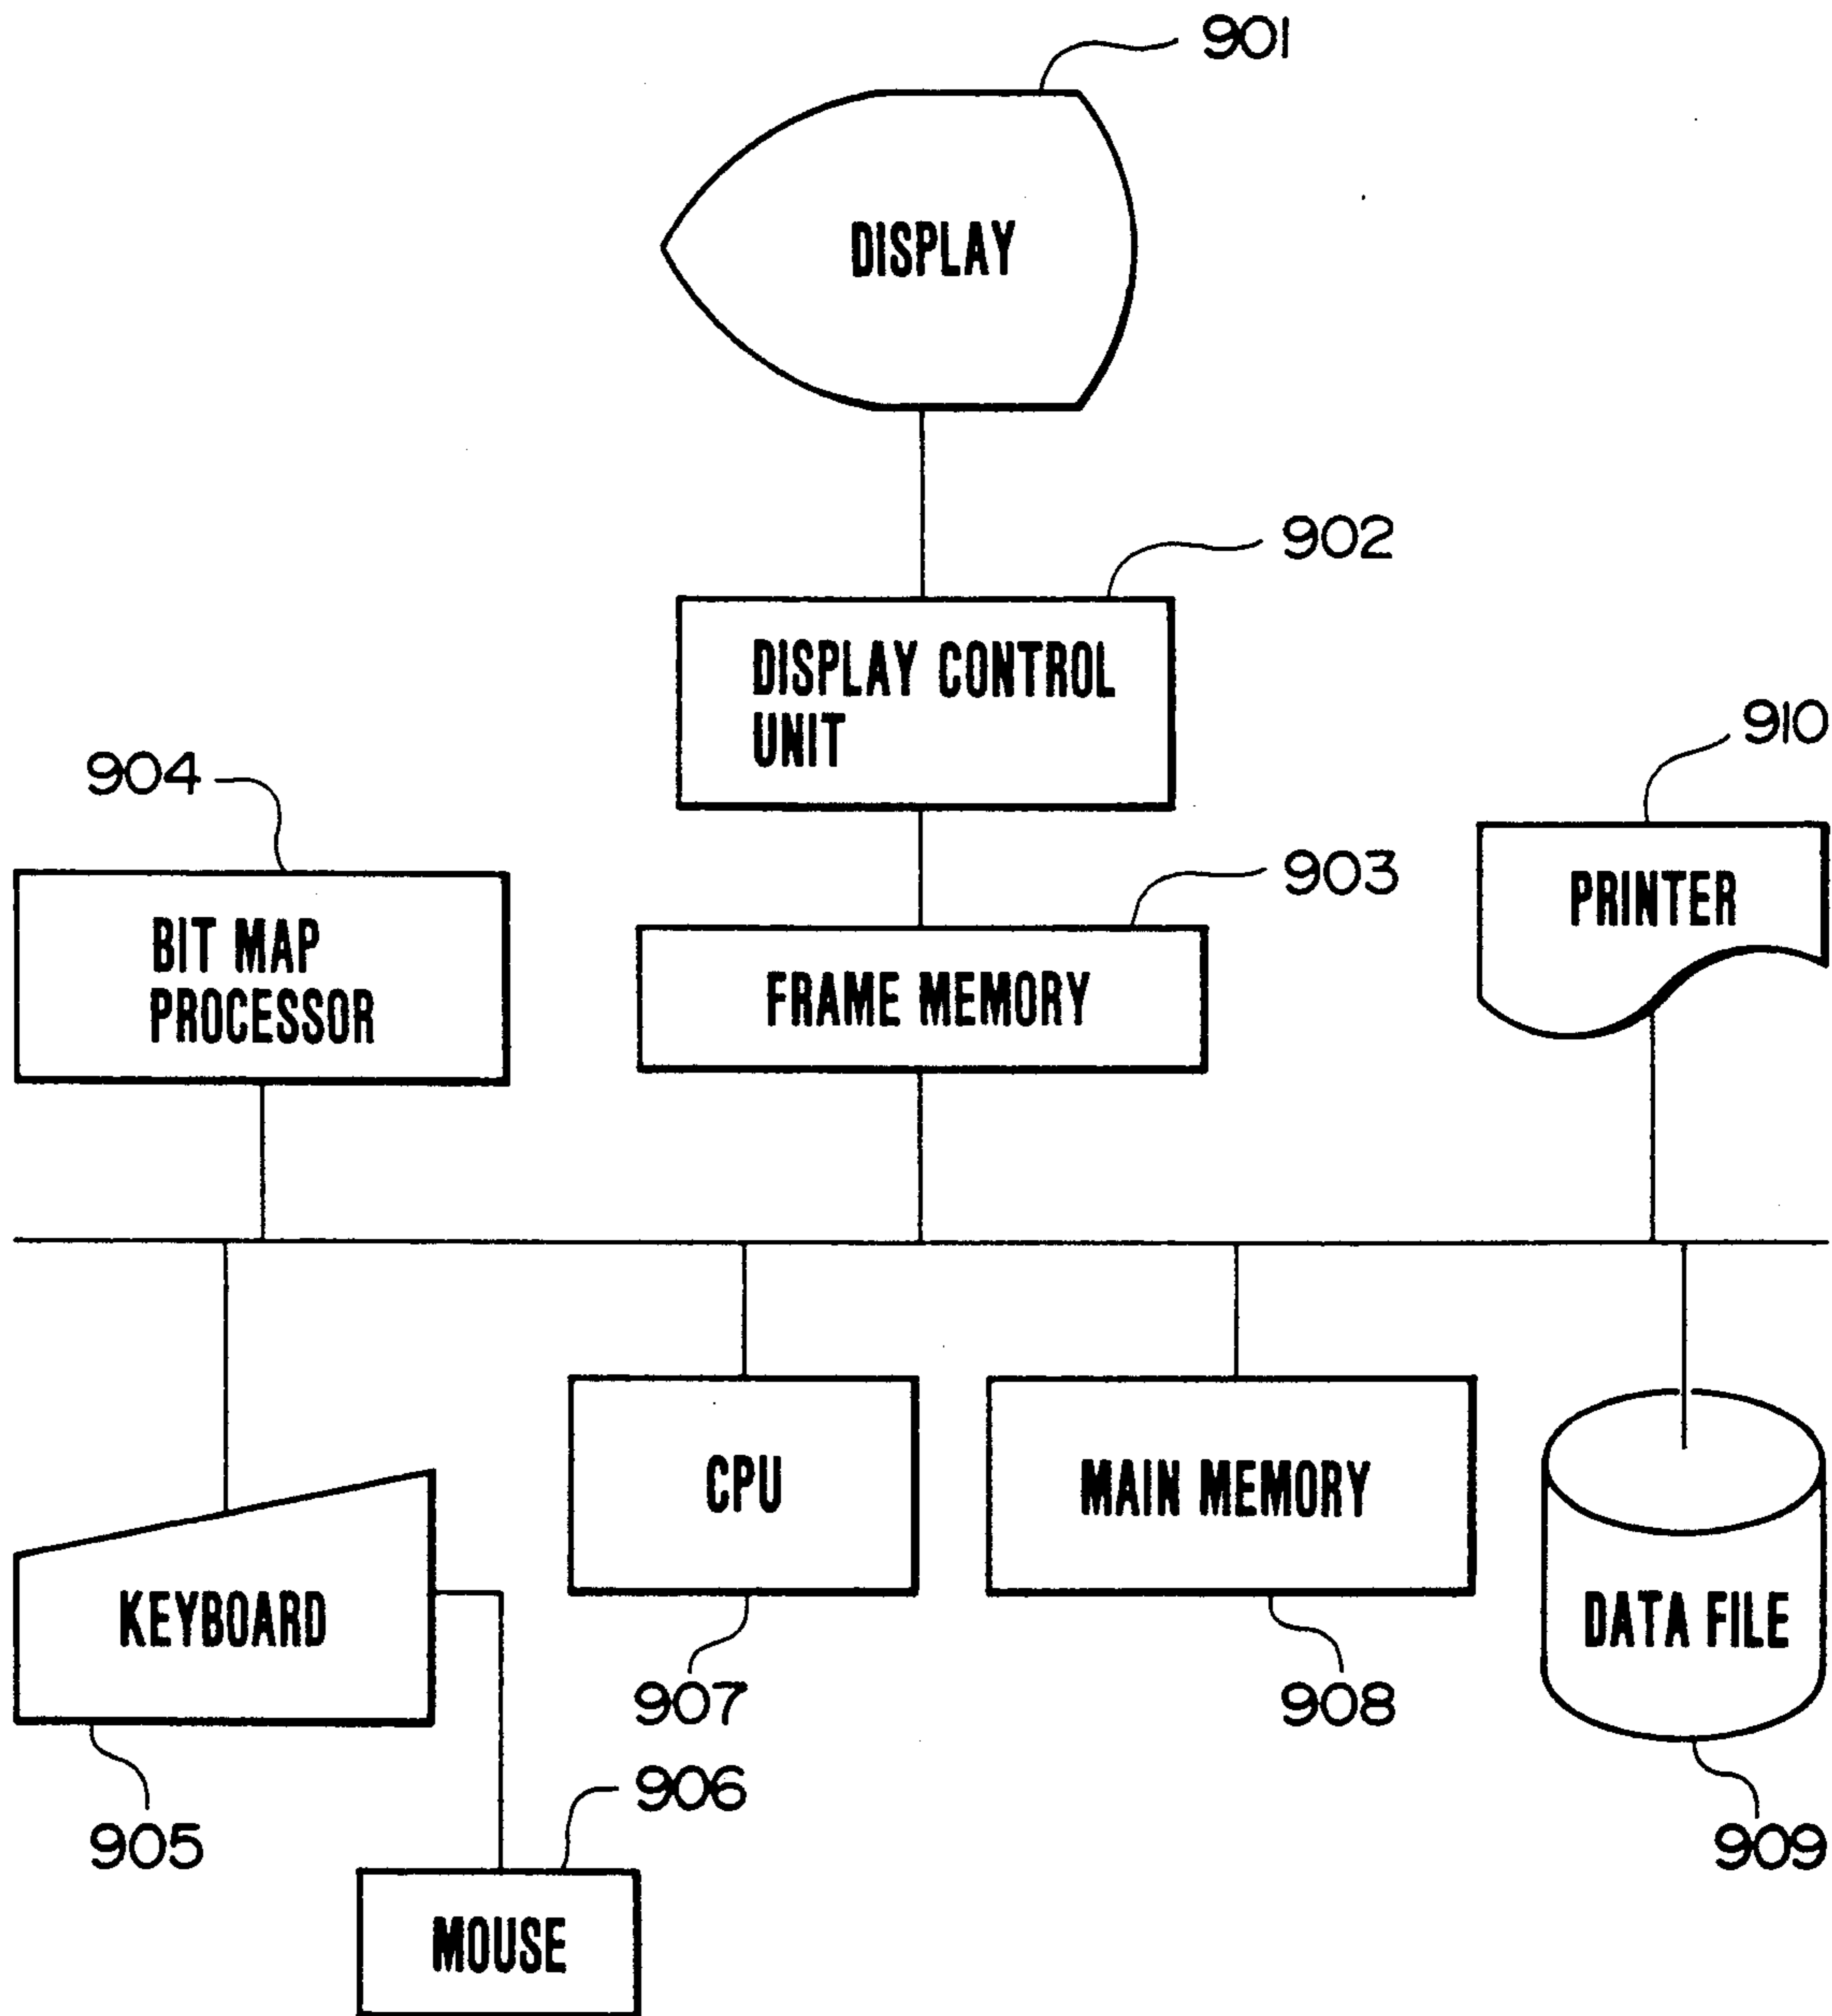 901
DISPLAY
902
DISPLAY CONTROL
UNIT
910
904
903
PRINTER
BIT MAP
PROCESSOR
FRAME MEMORY
CPU
MAIN MEMORY
KEYBOARD
DATA FILE
907
908
906
905
909
MOUSE